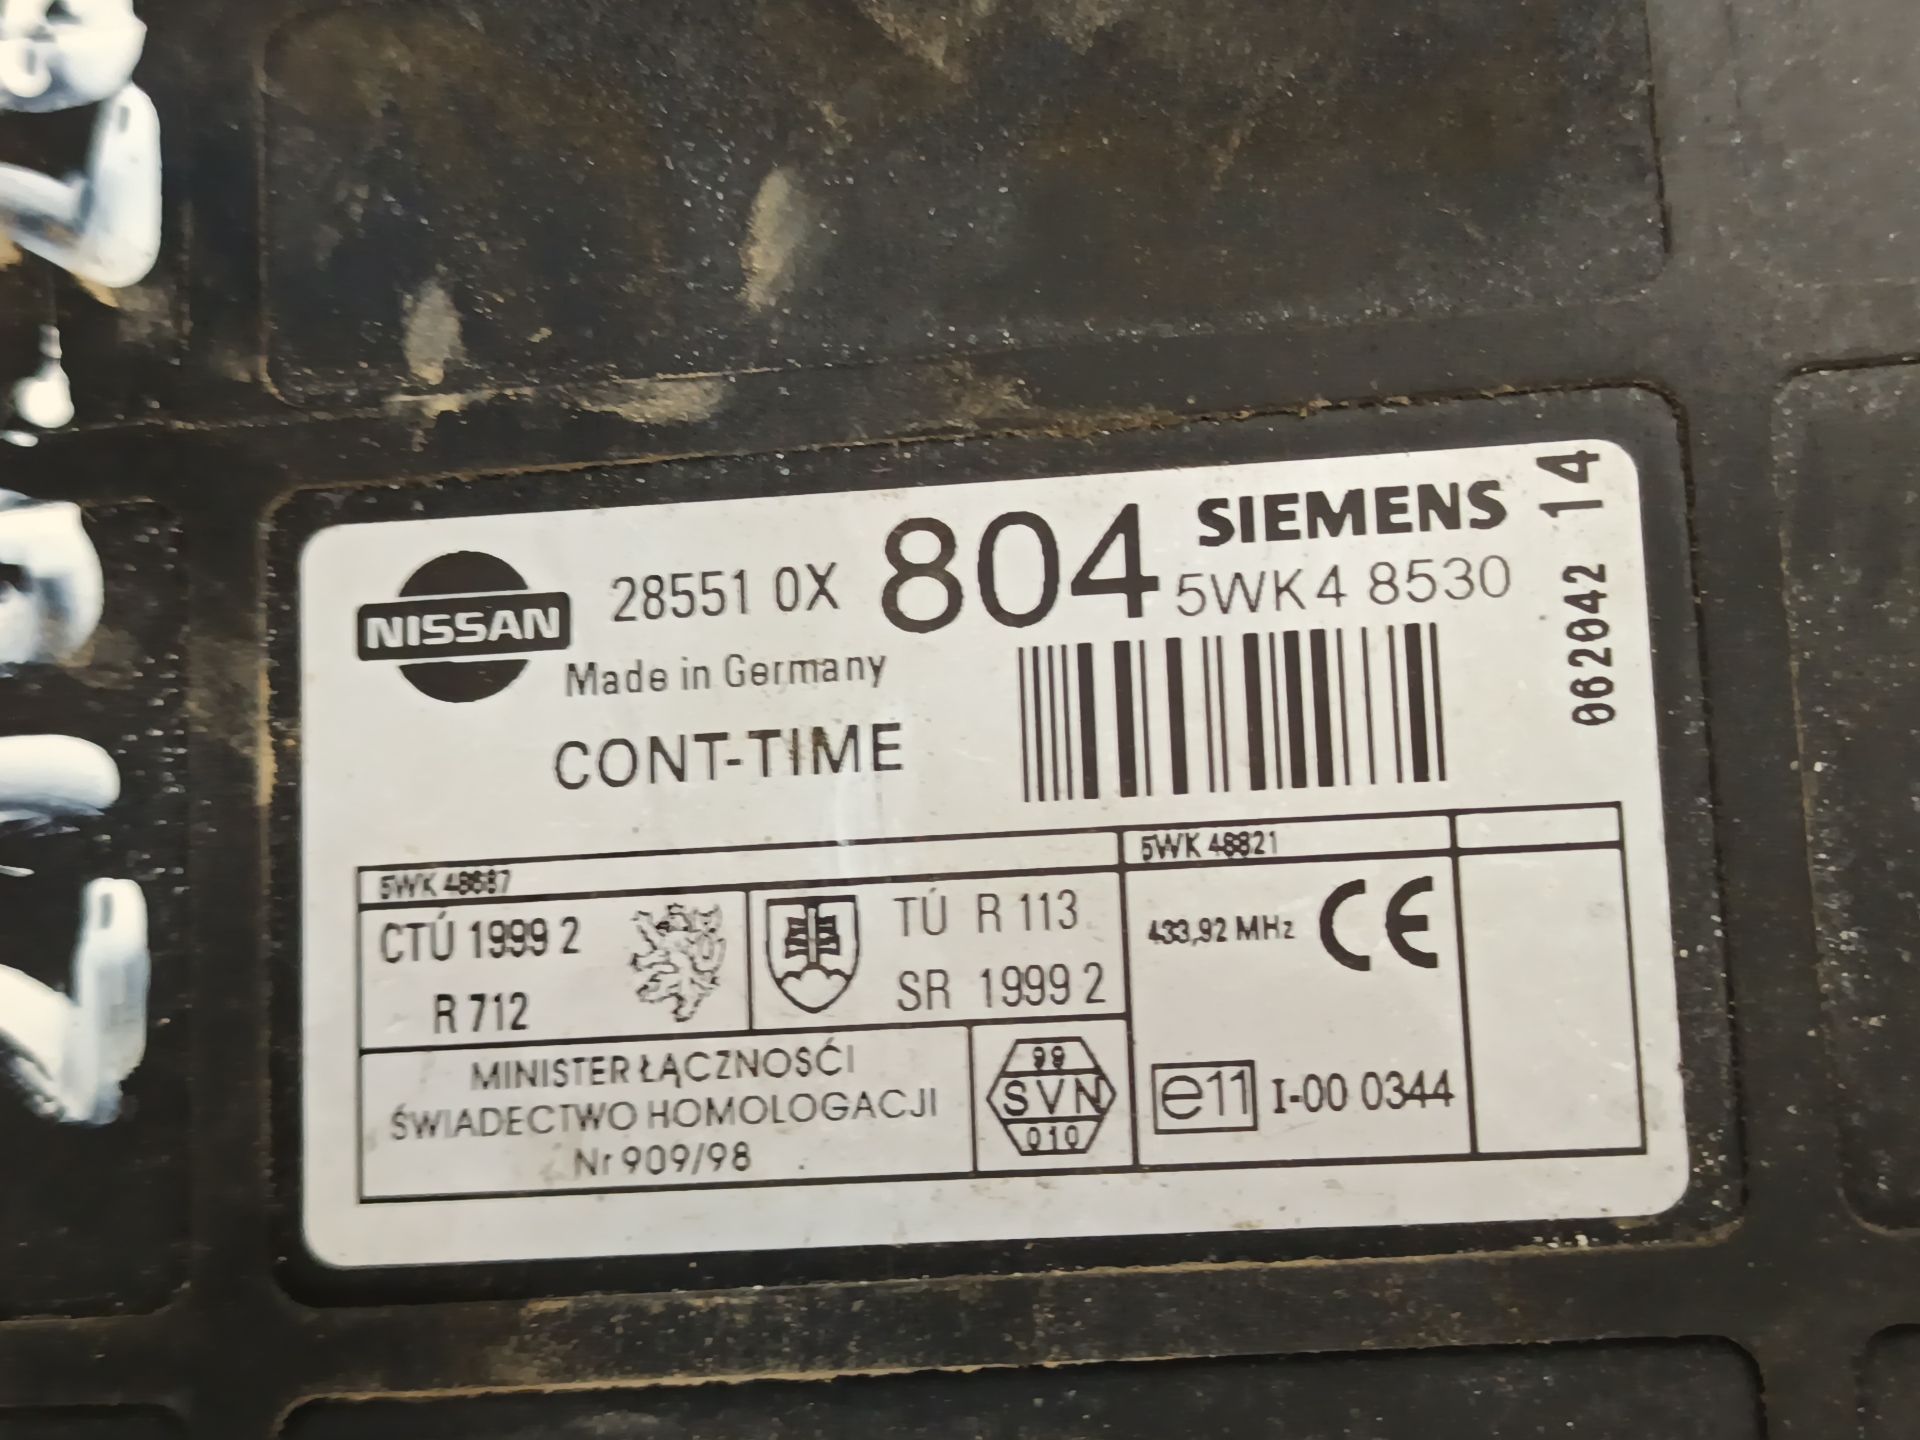 NISSAN
28551 0X 804
SIEMENS
5WK4 8530
062042 14
Made in Germany
CONT-TIME
5WK 48687
5WK 48821
CTÚ 1999 2
R 712
TÚ R 113
SR 1999 2
433,92 MHz CE
MINISTER ŁĄCZNOŚĆI
ŚWIADECTWO HOMOLOGACJI
Nr 909/98
99
SVN
010
e11 I-00 0344